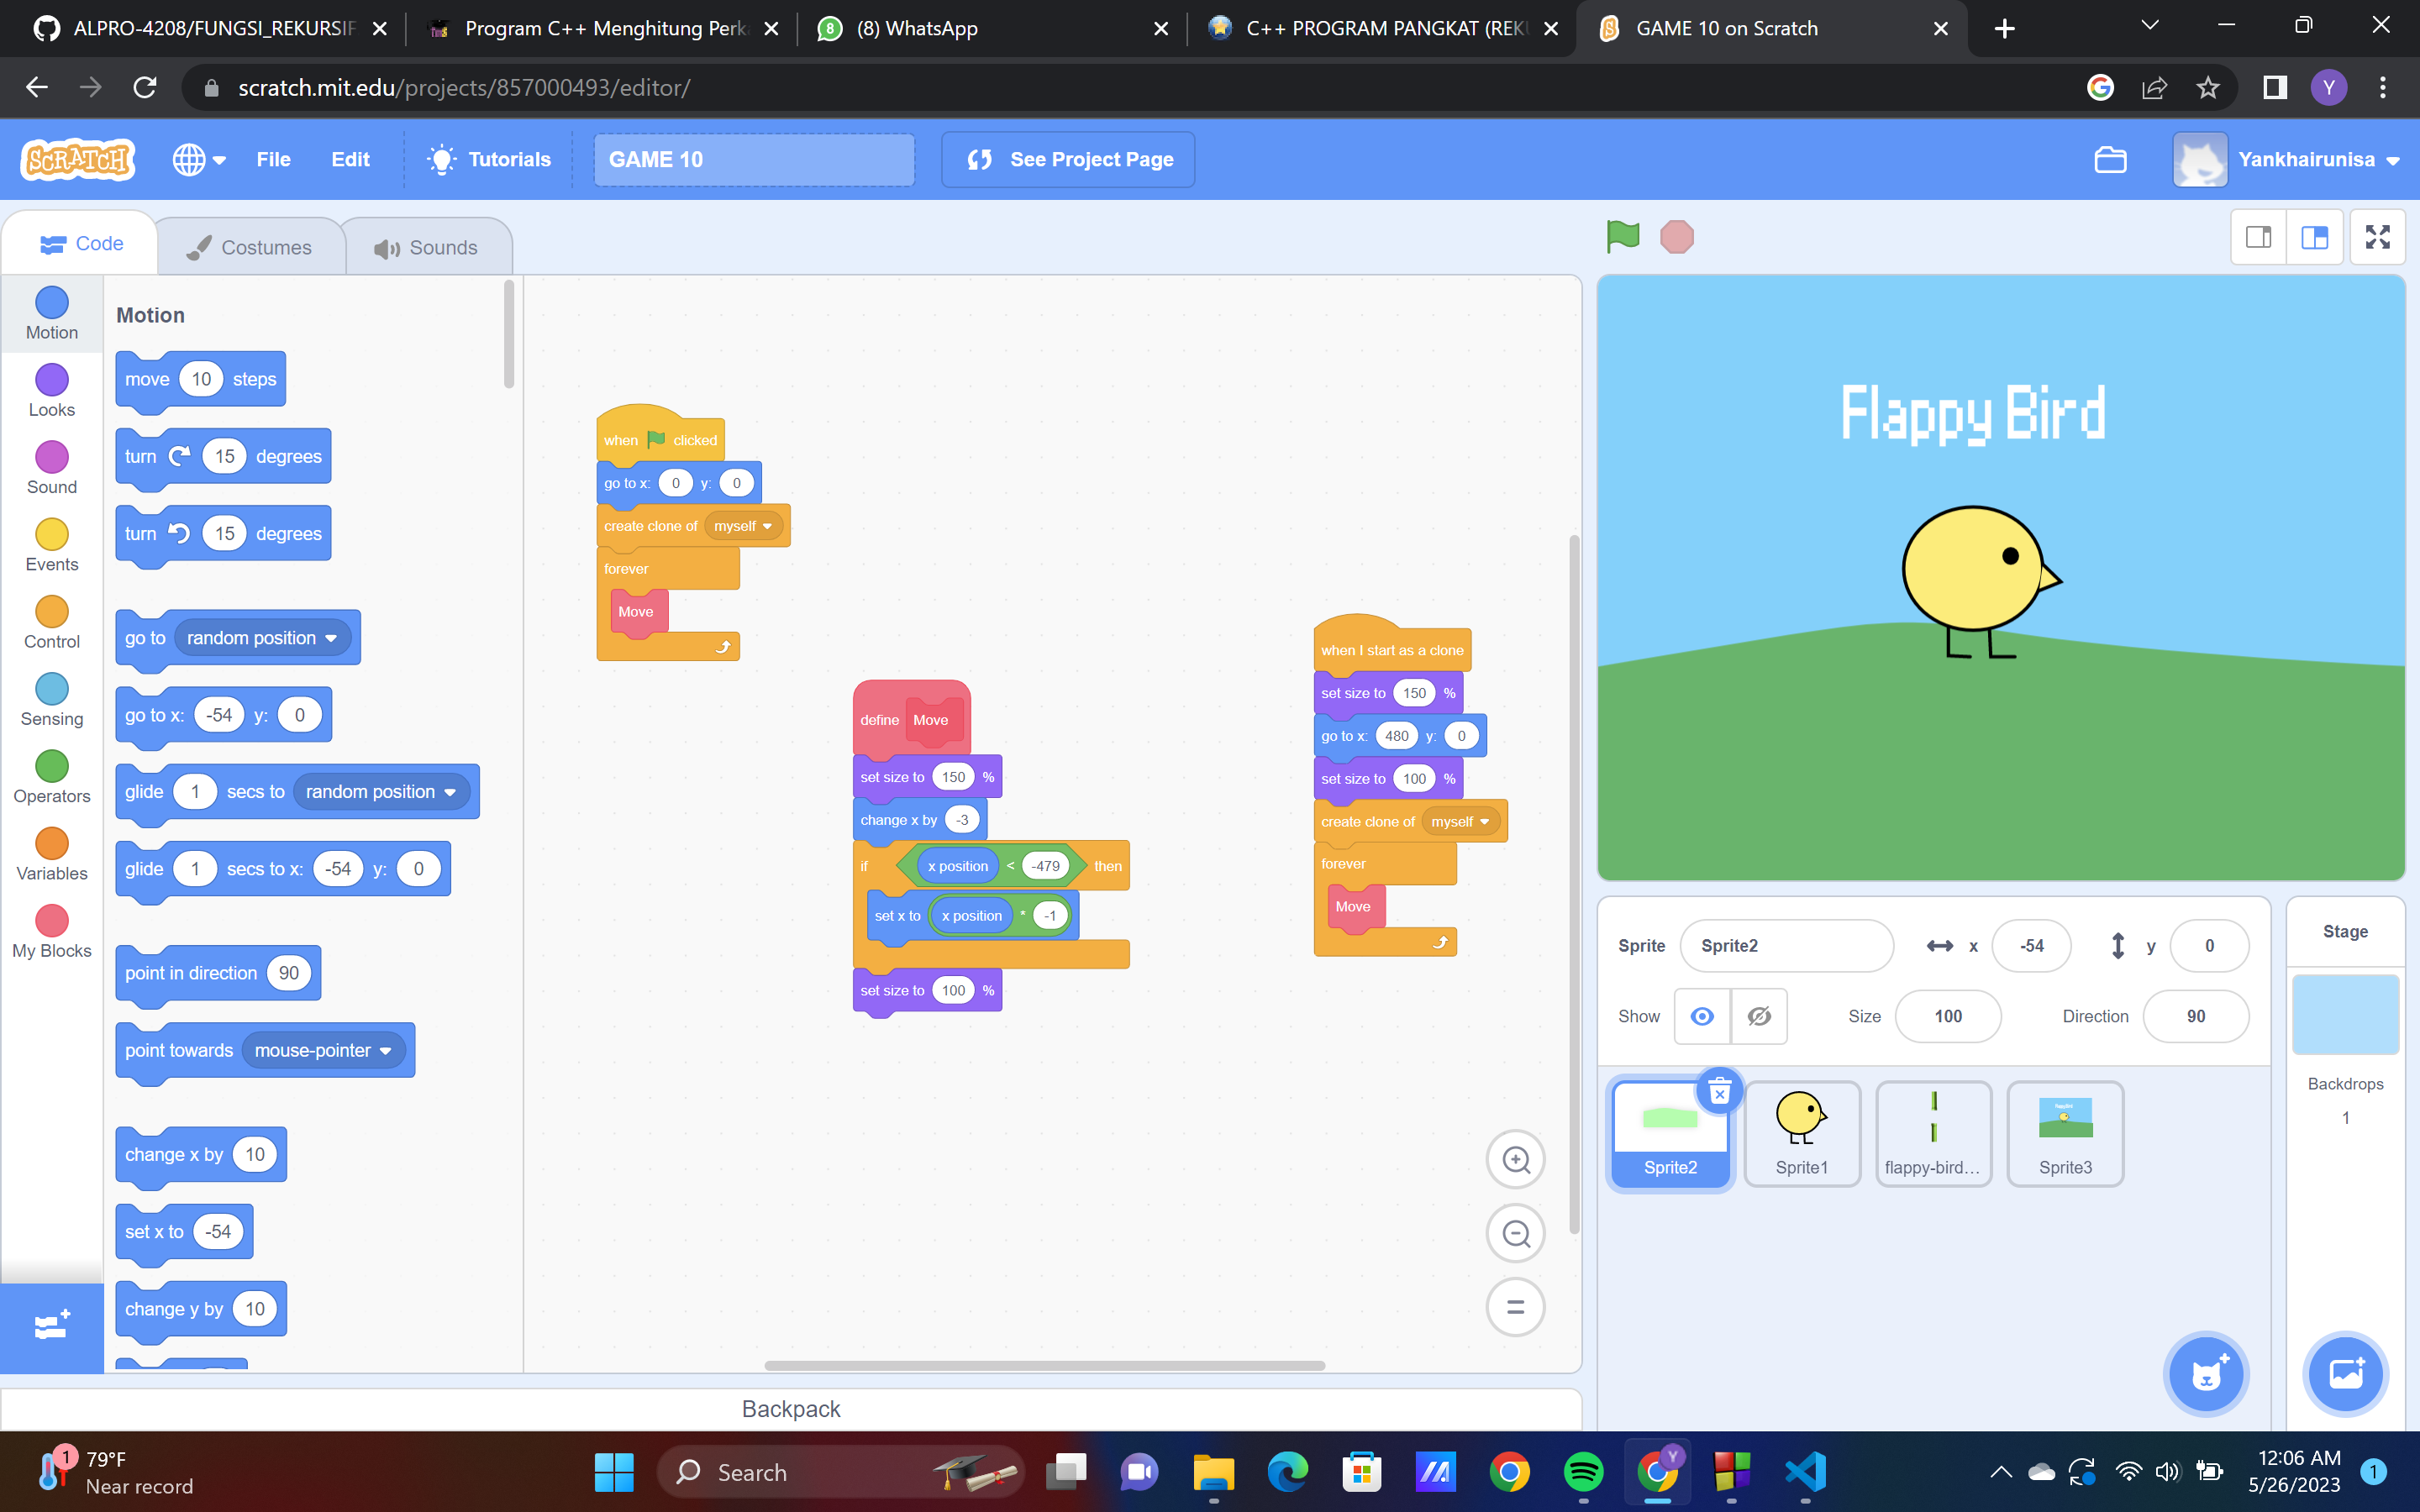 ALPRO-4208/FUNGSI_REKURSIF
Program C++ Menghitung Perk
(8) WhatsApp
C++ PROGRAM PANGKAT (REKU
GAME 10 on Scratch
scratch.mit.edu/projects/857000493/editor/
Y
SCRATCH
File
Edit
Tutorials
GAME 10
See Project Page
Yankhairunisa
Code
Costumes
Sounds
Motion
Looks
Sound
Events
Control
Sensing
Operators
Variables
My Blocks
Motion
move 10 steps
turn 15 degrees
turn 15 degrees
go to random position
go to x: -54 y: 0
glide 1 secs to random position
glide 1 secs to x: -54 y: 0
point in direction 90
point towards mouse-pointer
change x by 10
set x to -54
change y by 10
when clicked
go to x: 0 y: 0
create clone of myself
forever
Move
define Move
set size to 150 %
change x by -3
if x position < -479 then
set x to x position * -1
set size to 100 %
when I start as a clone
set size to 150 %
go to x: 480 y: 0
set size to 100 %
create clone of myself
forever
Move
Flappy Bird
Sprite Sprite2 x -54 y 0
Show Size 100 Direction 90
Sprite2
Sprite1
flappy-bird...
Sprite3
Stage
Backdrops
1
Backpack
1
79°F
Near record
Search
Y
12:06 AM
5/26/2023
1